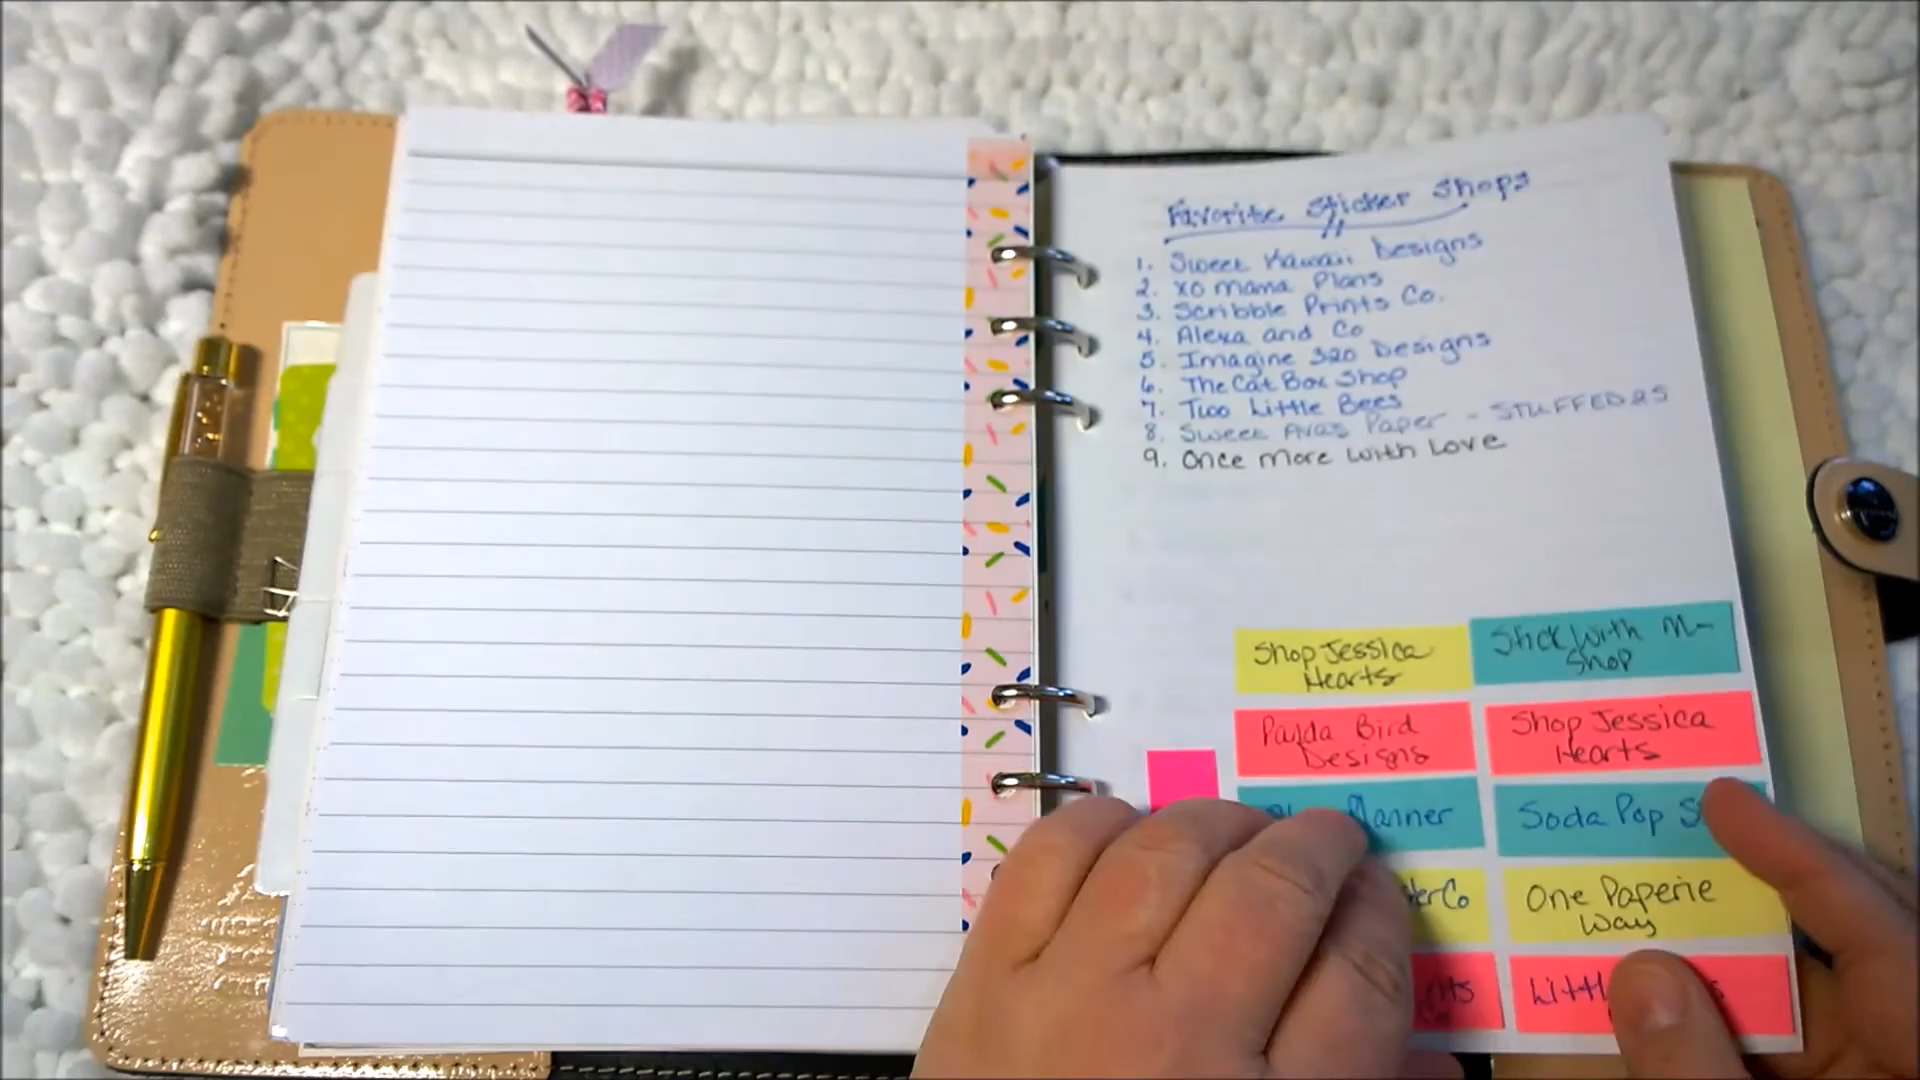 Favorite Sticker Shops
1. Sweet Kawaii Designs
2. XO Mama Plans
3. Scribble Prints Co.
4. Alexa and Co
5. Imagine 320 Designs
6. The Cat Box Shop
7. Two Little Bees
8. Sweet Avas Paper - STUFFED25
9. Once More With Love
Shop Jessica
Hearts
Stick With M-
Shop
Panda Bird
Designs
Shop Jessica
Hearts
Planner
Soda Pop
One Paperie
Way